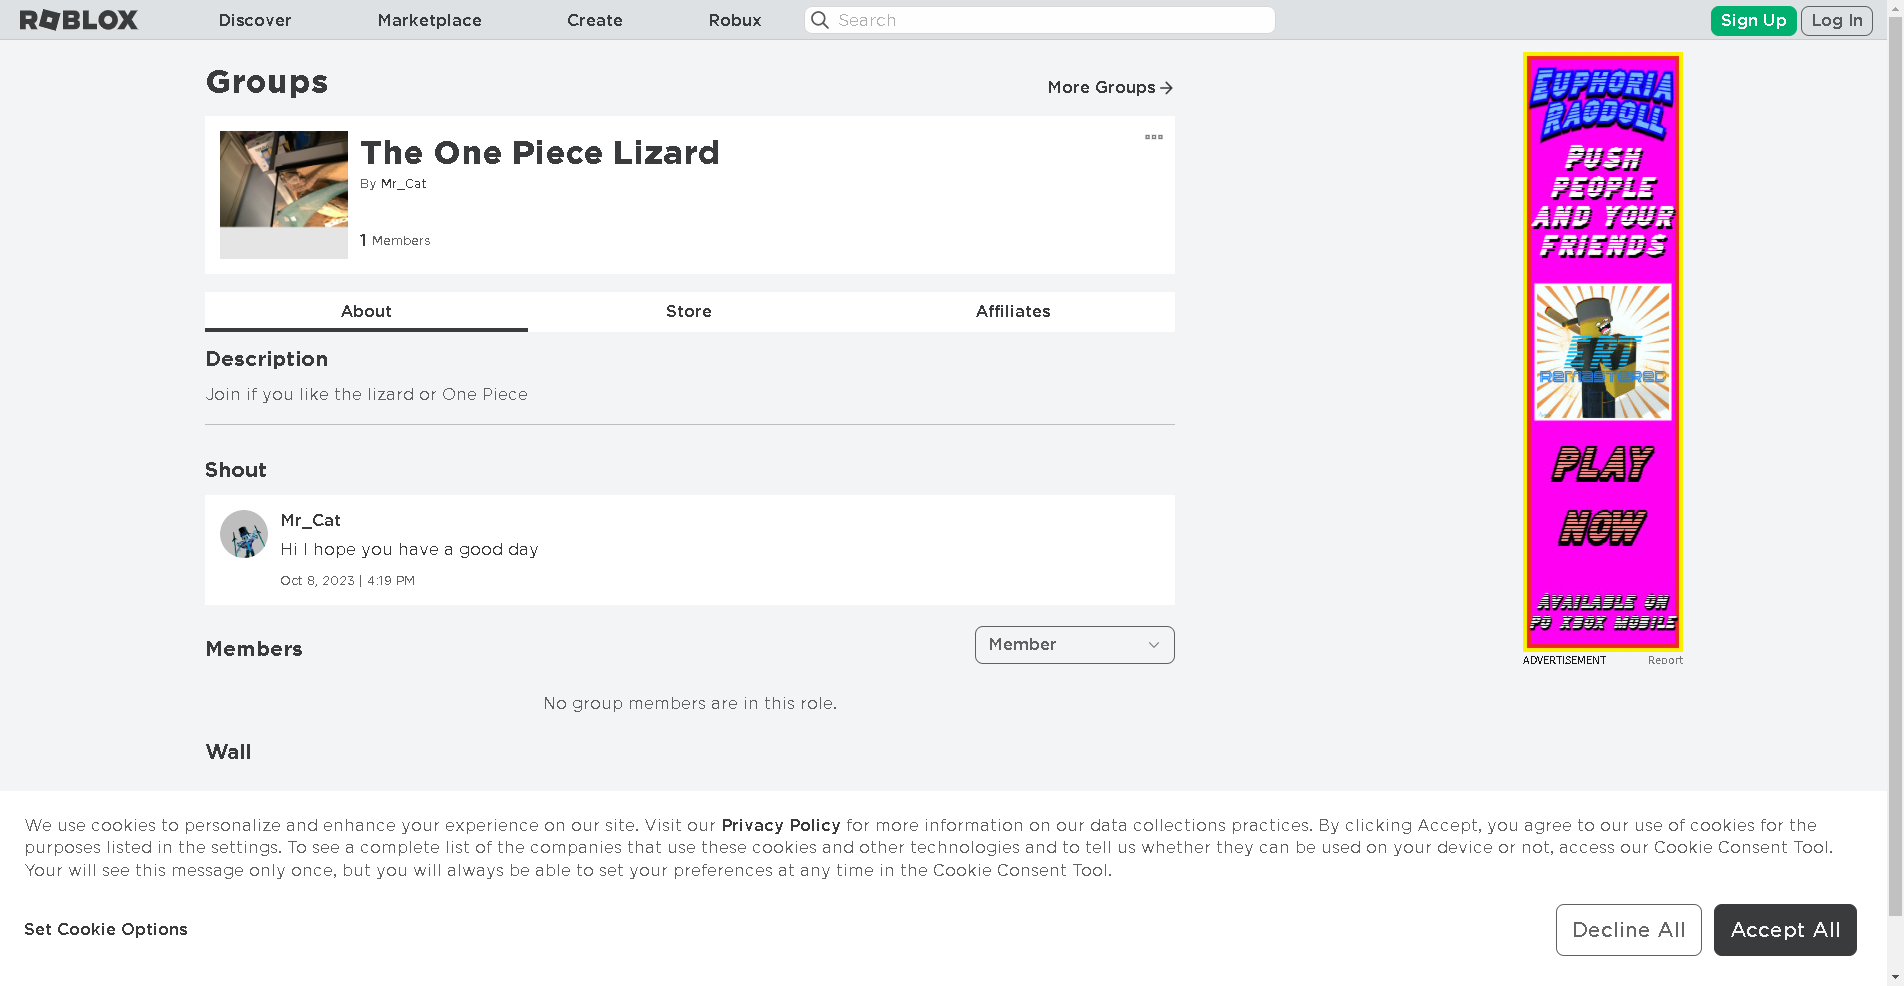 ROBLOX
Discover
Marketplace
Create
Robux
Search
Sign Up
Log In
Groups
More Groups
The One Piece Lizard
By Mr_Cat
1 Members
About
Store
Affiliates
Description
Join if you like the lizard or One Piece
Shout
Mr_Cat
Hi I hope you have a good day
Oct 8, 2023 | 4:19 PM
Members
Member
No group members are in this role.
Wall
EUPHORIA
RAGDOLL
PUSH
PEOPLE
AND YOUR
FRIENDS
ERT
REMASTERED
PLAY
NOW
AVAILABLE ON
PC XBOX MOBILE
ADVERTISEMENT
Report
We use cookies to personalize and enhance your experience on our site. Visit our Privacy Policy for more information on our data collections practices. By clicking Accept, you agree to our use of cookies for the
purposes listed in the settings. To see a complete list of the companies that use these cookies and other technologies and to tell us whether they can be used on your device or not, access our Cookie Consent Tool.
Your will see this message only once, but you will always be able to set your preferences at any time in the Cookie Consent Tool.
Set Cookie Options
Decline All
Accept All